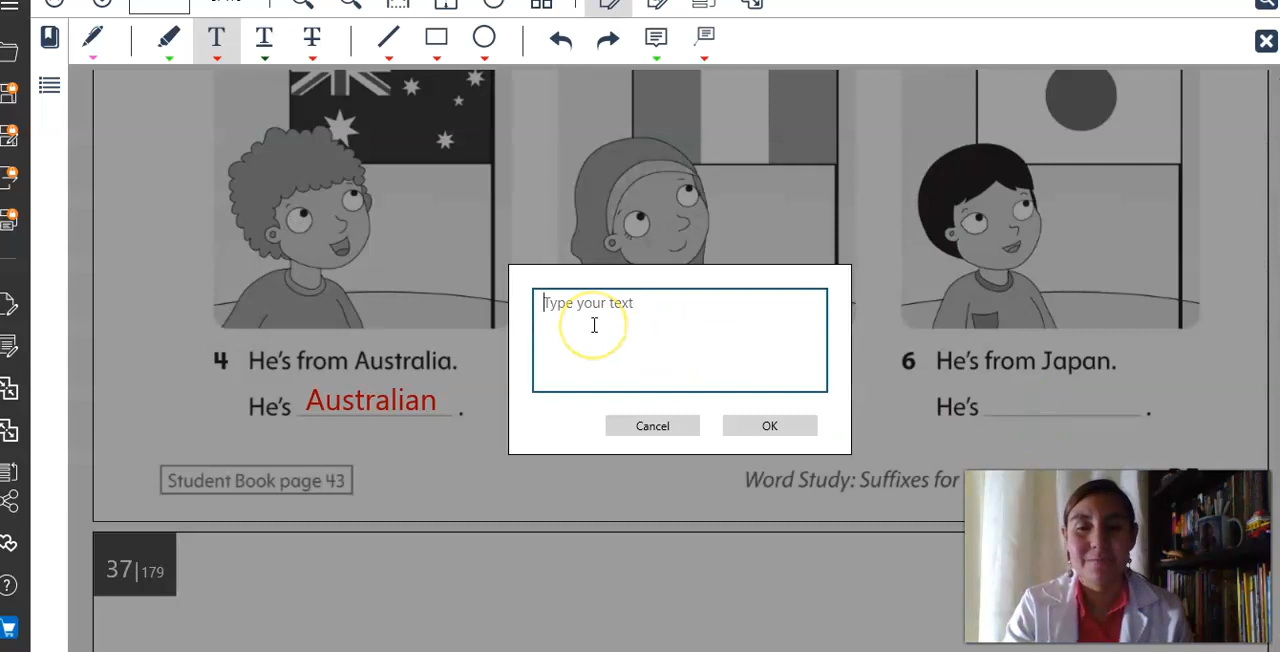 Type your text
Cancel
OK
4 He's from Australia.
He's Australian .
6 He's from Japan.
He's .
Student Book page 43
Word Study: Suffixes for
37|179